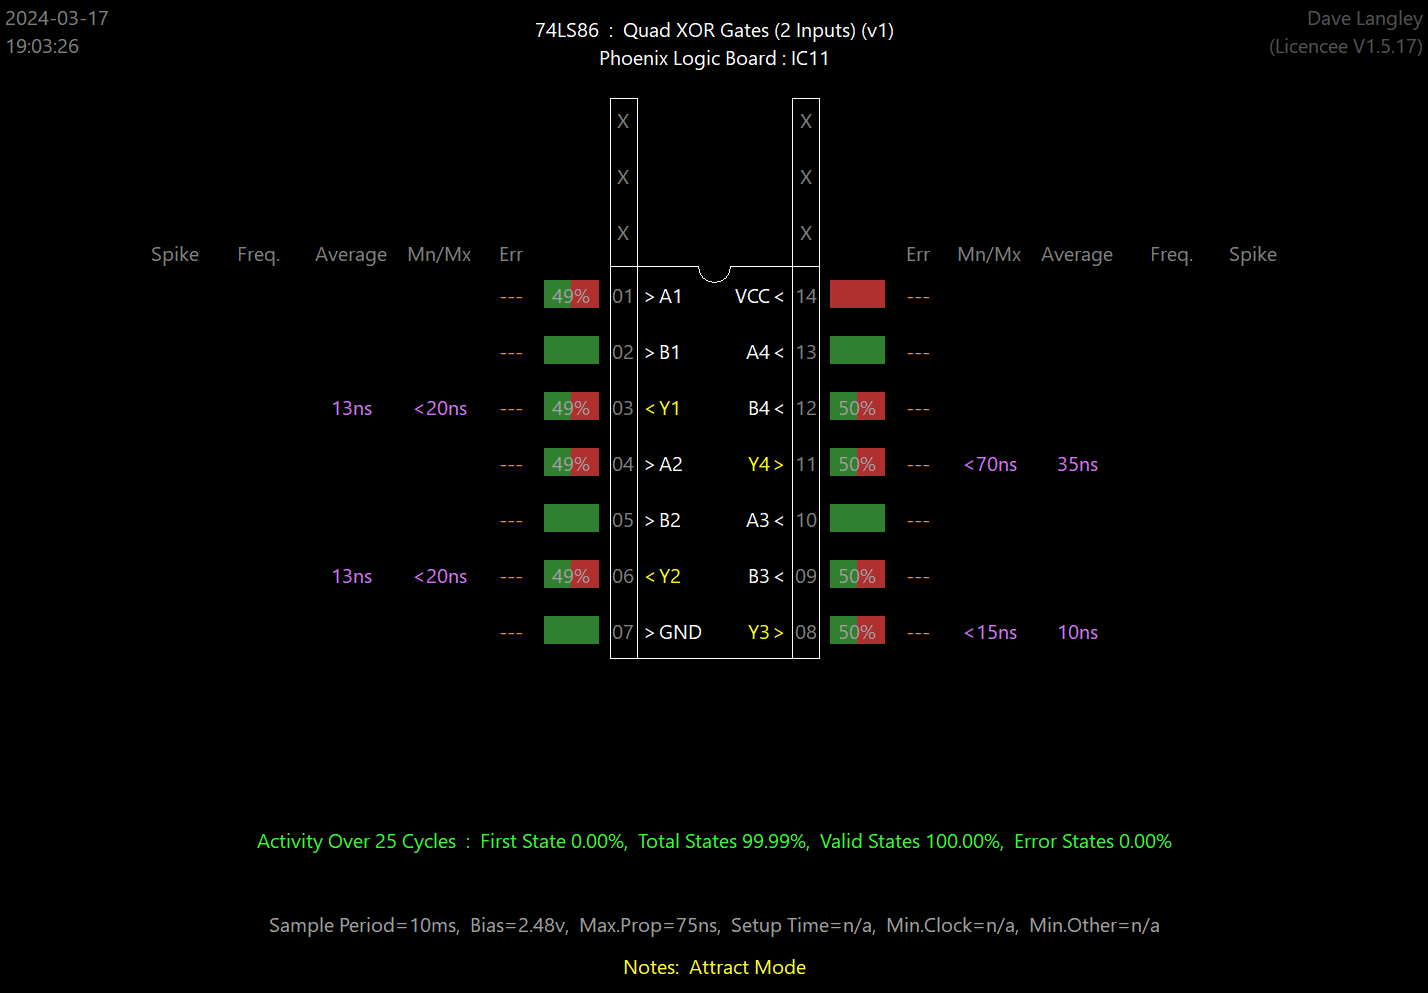 2024-03-17
19:03:26
74LS86 : Quad XOR Gates (2 Inputs) (v1)
Phoenix Logic Board : IC11
Dave Langley
(Licencee V1.5.17)
X X
X X
X X
Spike Freq. Average Mn/Mx Err Err Mn/Mx Average Freq. Spike
--- 49% 01 > A1 VCC < 14 ---
--- 02 > B1 A4 < 13 ---
13ns <20ns --- 49% 03 < Y1 B4 < 12 50% ---
--- 49% 04 > A2 Y4 > 11 50% --- <70ns 35ns
--- 05 > B2 A3 < 10 ---
13ns <20ns --- 49% 06 < Y2 B3 < 09 50% ---
--- 07 > GND Y3 > 08 50% --- <15ns 10ns
Activity Over 25 Cycles : First State 0.00%, Total States 99.99%, Valid States 100.00%, Error States 0.00%
Sample Period=10ms, Bias=2.48v, Max.Prop=75ns, Setup Time=n/a, Min.Clock=n/a, Min.Other=n/a
Notes: Attract Mode